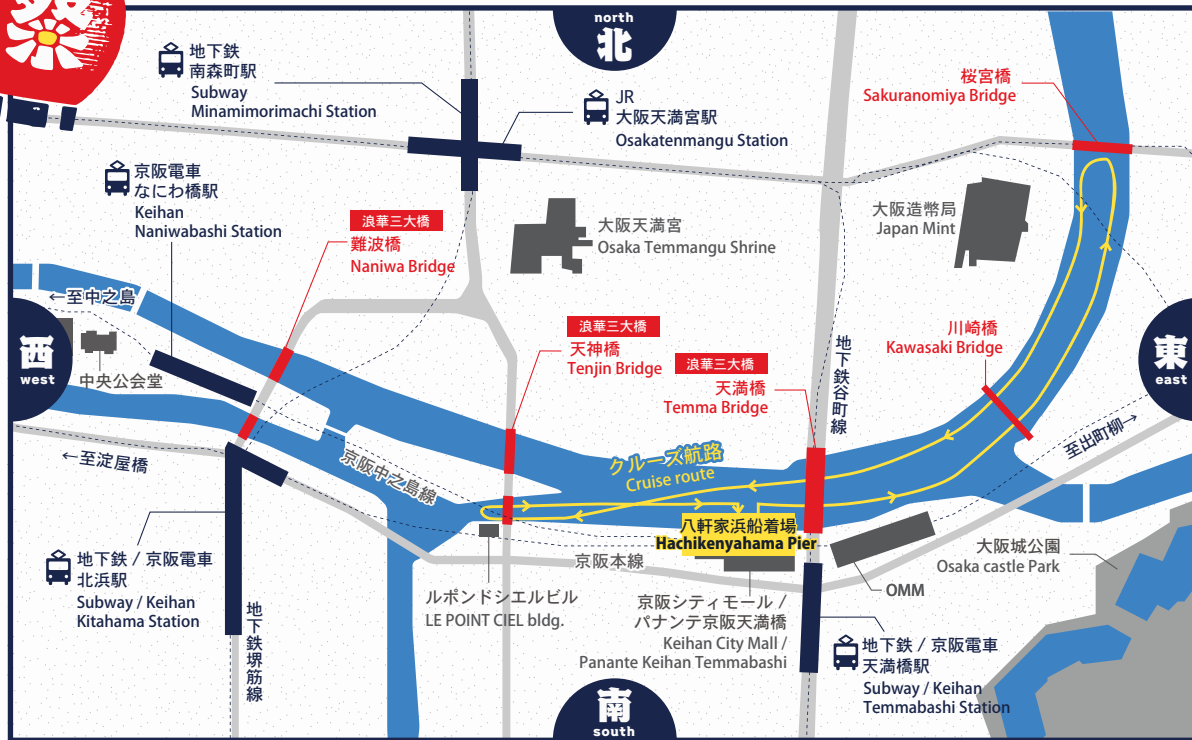 north
北
地下鉄
南森町駅
Subway
Minamimorimachi Station
JR
大阪天満宮駅
Osakatenmangu Station
桜宮橋
Sakuranomiya Bridge
京阪電車
なにわ橋駅
Keihan
Naniwabashi Station
浪華三大橋
難波橋
Naniwa Bridge
大阪天満宮
Osaka Temmangu Shrine
大阪造幣局
Japan Mint
←至中之島
西
west
中央公会堂
浪華三大橋
天神橋
Tenjin Bridge
浪華三大橋
天満橋
Temma Bridge
地下鉄谷町線
川崎橋
Kawasaki Bridge
東
east
←至淀屋橋
京阪中之島線
クルーズ航路
Cruise route
至出町柳→
八軒家浜船着場
Hachikenyahama Pier
京阪本線
地下鉄 / 京阪電車
北浜駅
Subway / Keihan
Kitahama Station
地下鉄堺筋線
ルポンドシエルビル
LE POINT CIEL bldg.
京阪シティモール /
パナンテ京阪天満橋
Keihan City Mall /
Panante Keihan Temmabashi
OMM
大阪城公園
Osaka castle Park
地下鉄 / 京阪電車
天満橋駅
Subway / Keihan
Temmabashi Station
南
south